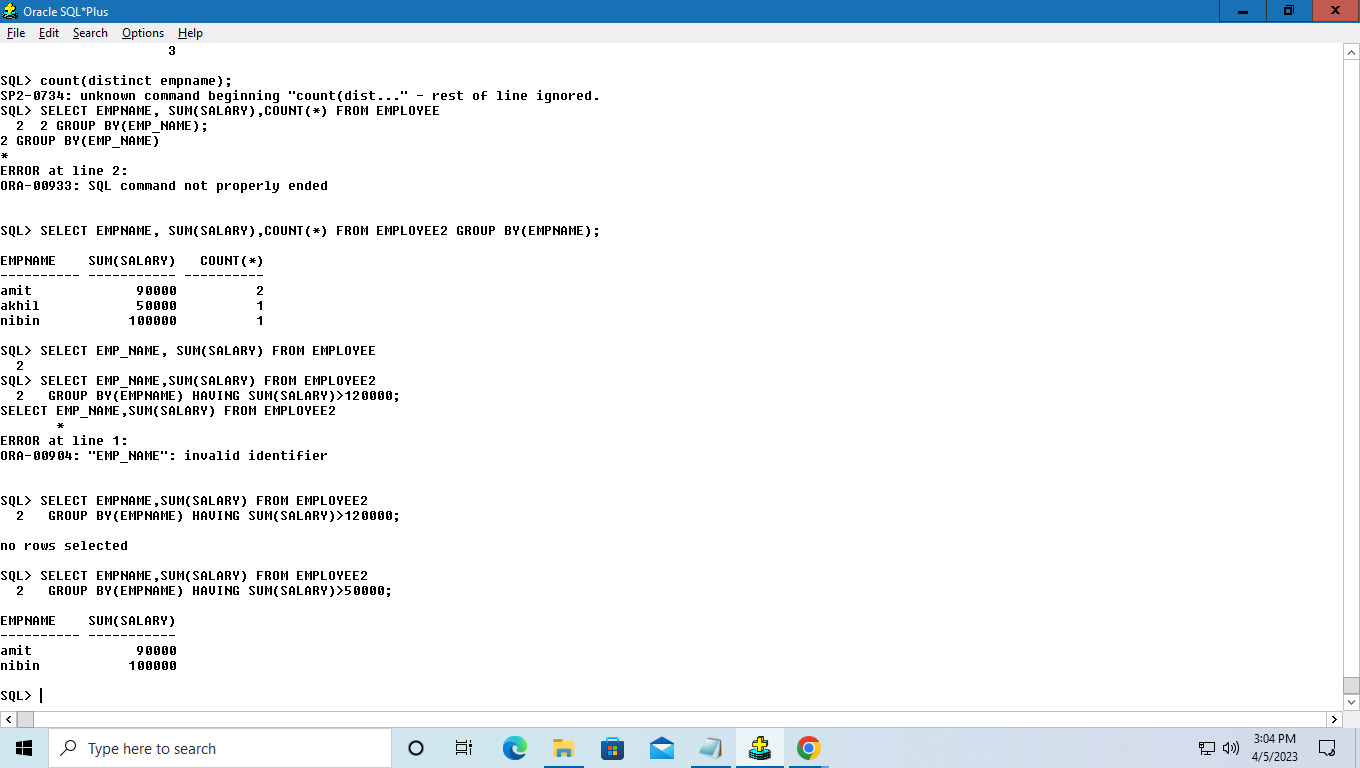 Oracle SQL*Plus
File Edit Search Options Help
3
SQL> count(distinct empname);
SP2-0734: unknown command beginning "count(dist..." - rest of line ignored.
SQL> SELECT EMPNAME, SUM(SALARY),COUNT(*) FROM EMPLOYEE
2 2 GROUP BY(EMP_NAME);
2 GROUP BY(EMP_NAME)
*
ERROR at line 2:
ORA-00933: SQL command not properly ended
SQL> SELECT EMPNAME, SUM(SALARY),COUNT(*) FROM EMPLOYEE2 GROUP BY(EMPNAME);
EMPNAME SUM(SALARY) COUNT(*)
---------- ----------- ----------
amit 90000 2
akhil 50000 1
nibin 100000 1
SQL> SELECT EMP_NAME, SUM(SALARY) FROM EMPLOYEE
2
SQL> SELECT EMP_NAME,SUM(SALARY) FROM EMPLOYEE2
2 GROUP BY(EMPNAME) HAVING SUM(SALARY)>120000;
SELECT EMP_NAME,SUM(SALARY) FROM EMPLOYEE2
*
ERROR at line 1:
ORA-00904: "EMP_NAME": invalid identifier
SQL> SELECT EMPNAME,SUM(SALARY) FROM EMPLOYEE2
2 GROUP BY(EMPNAME) HAVING SUM(SALARY)>120000;
no rows selected
SQL> SELECT EMPNAME,SUM(SALARY) FROM EMPLOYEE2
2 GROUP BY(EMPNAME) HAVING SUM(SALARY)>50000;
EMPNAME SUM(SALARY)
---------- -----------
amit 90000
nibin 100000
SQL>
Type here to search
3:04 PM
4/5/2023